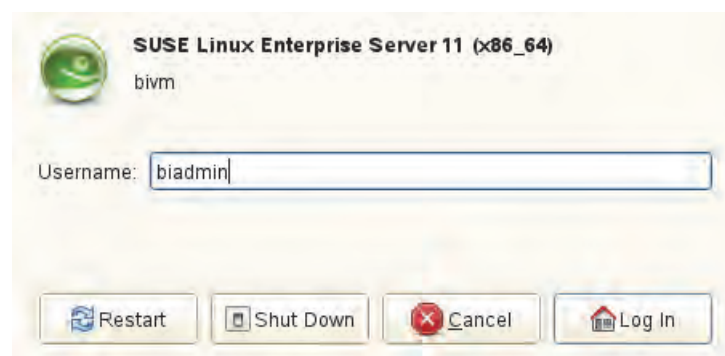 SUSE Linux Enterprise Server 11 (x86_64)
bivm
Username: biadmin
Restart Shut Down Cancel Log In